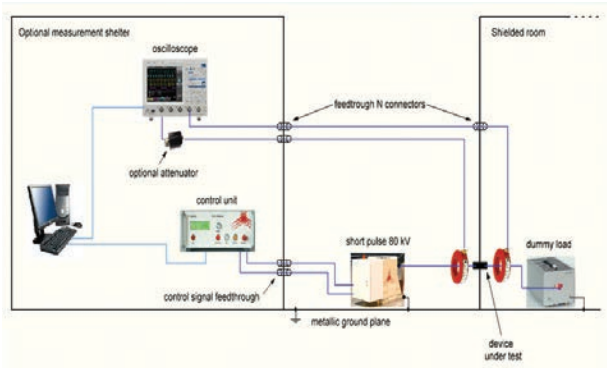 Optional measurement shelter
Shielded room
oscilloscope
feedtrough N connectors
optional attenuator
control unit
short pulse 80 kV
dummy load
control signal feedthrough
metallic ground plane
device
under test